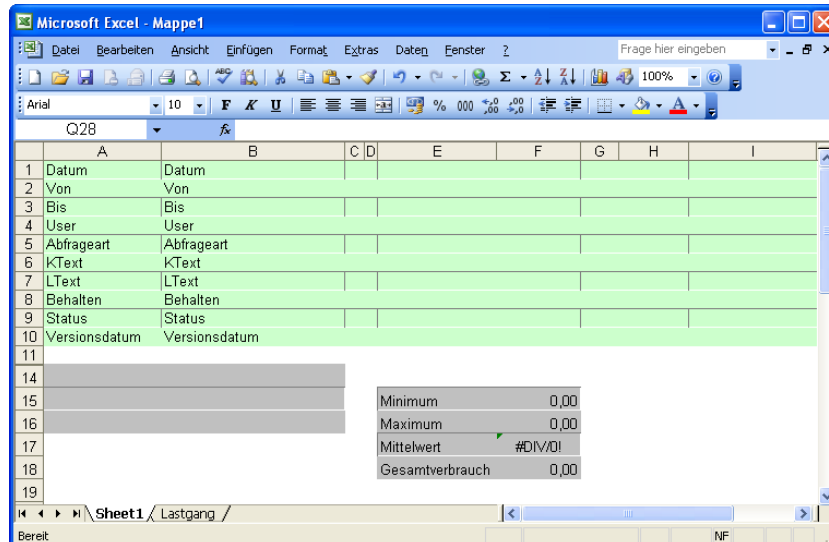 Microsoft Excel - Mappe1
Datei Bearbeiten Ansicht Einfügen Format Extras Daten Fenster ? Frage hier eingeben
100%
Arial 10 F K U % 000
Q28 fx
A B C D E F G H I
1 Datum Datum
2 Von Von
3 Bis Bis
4 User User
5 Abfrageart Abfrageart
6 KText KText
7 LText LText
8 Behalten Behalten
9 Status Status
10 Versionsdatum Versionsdatum
11
14
15 Minimum 0,00
16 Maximum 0,00
17 Mittelwert #DIV/0!
18 Gesamtverbrauch 0,00
19
Sheet1 Lastgang
Bereit NF